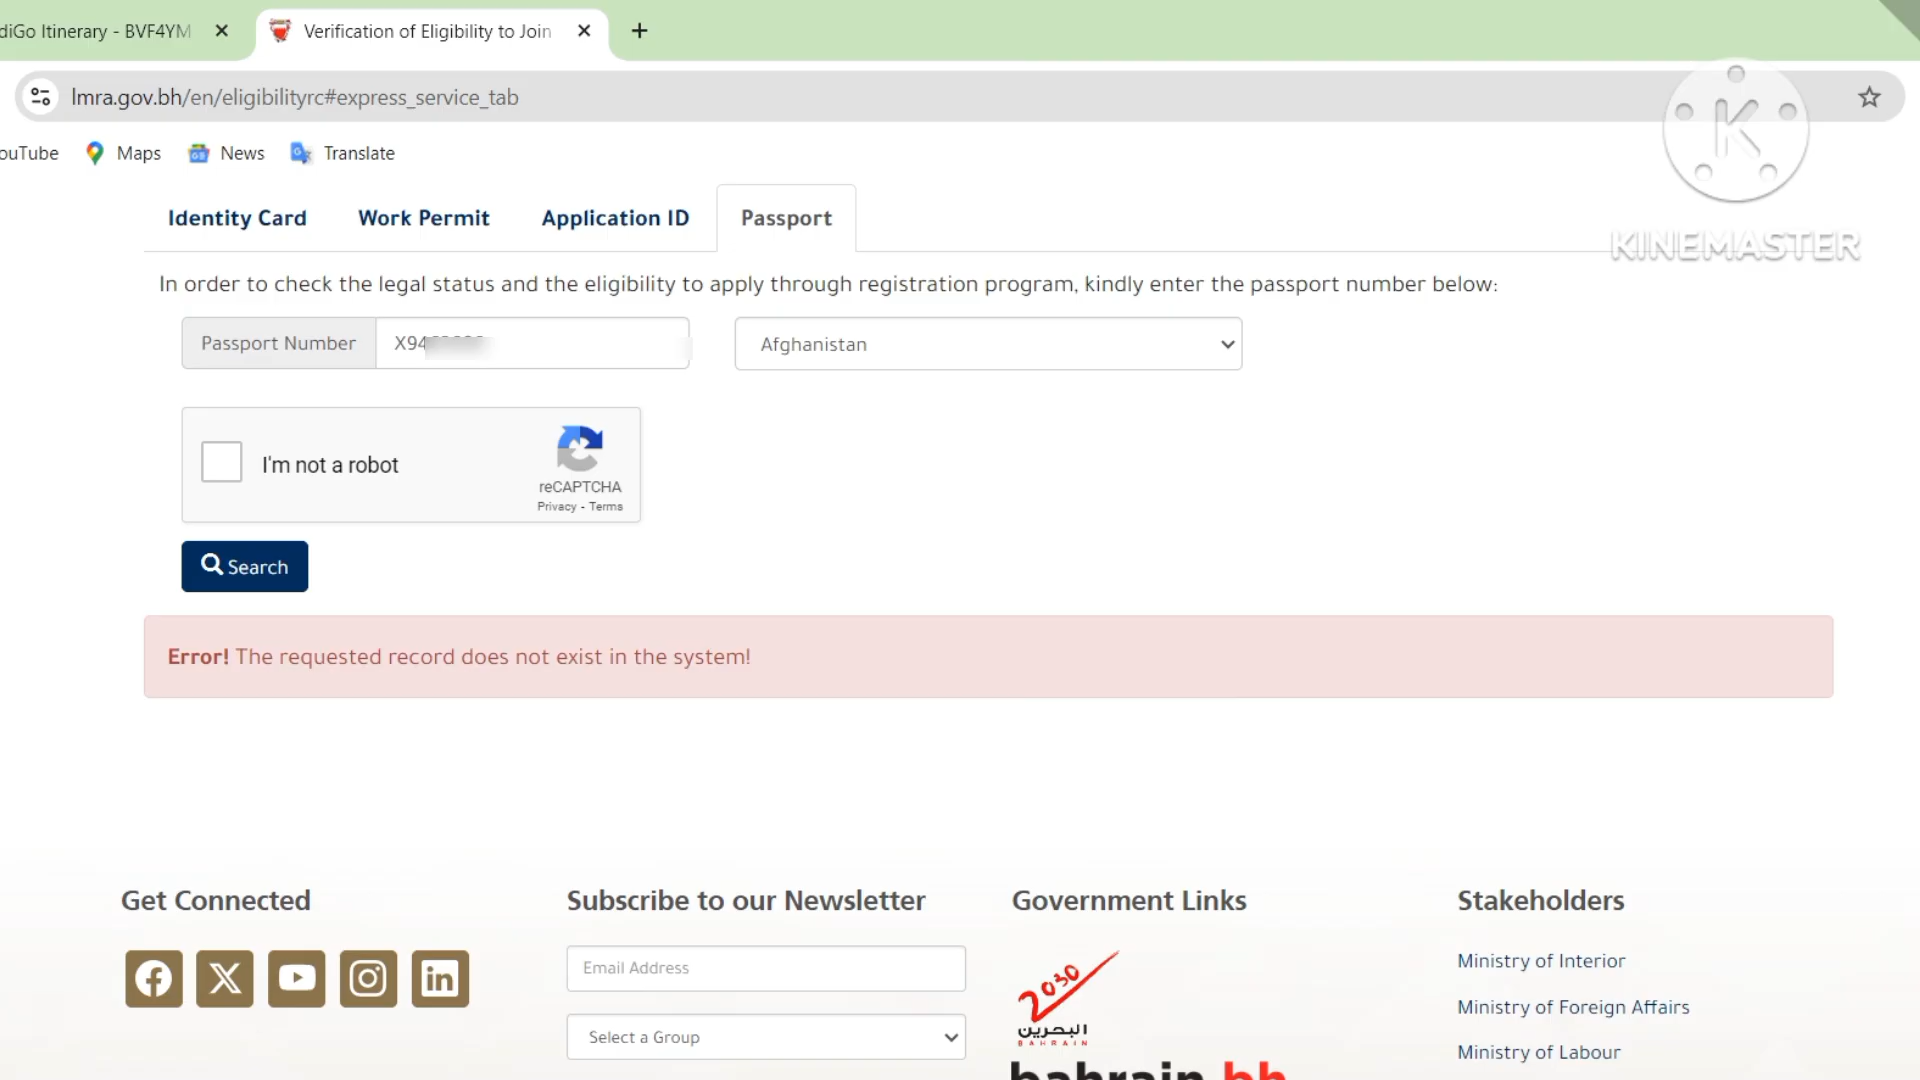 diGo Itinerary - BVF4YM
Verification of Eligibility to Join
lmra.gov.bh/en/eligibilityrc#express_service_tab
ouTube Maps News Translate
KINEMASTER
Identity Card Work Permit Application ID Passport
In order to check the legal status and the eligibility to apply through registration program, kindly enter the passport number below:
Passport Number X94
Afghanistan
I'm not a robot
reCAPTCHA
Privacy - Terms
Search
Error! The requested record does not exist in the system!
Get Connected
Subscribe to our Newsletter
Email Address
Select a Group
Government Links
2030
البحرين
BAHRAIN
bahrain.bh
Stakeholders
Ministry of Interior
Ministry of Foreign Affairs
Ministry of Labour